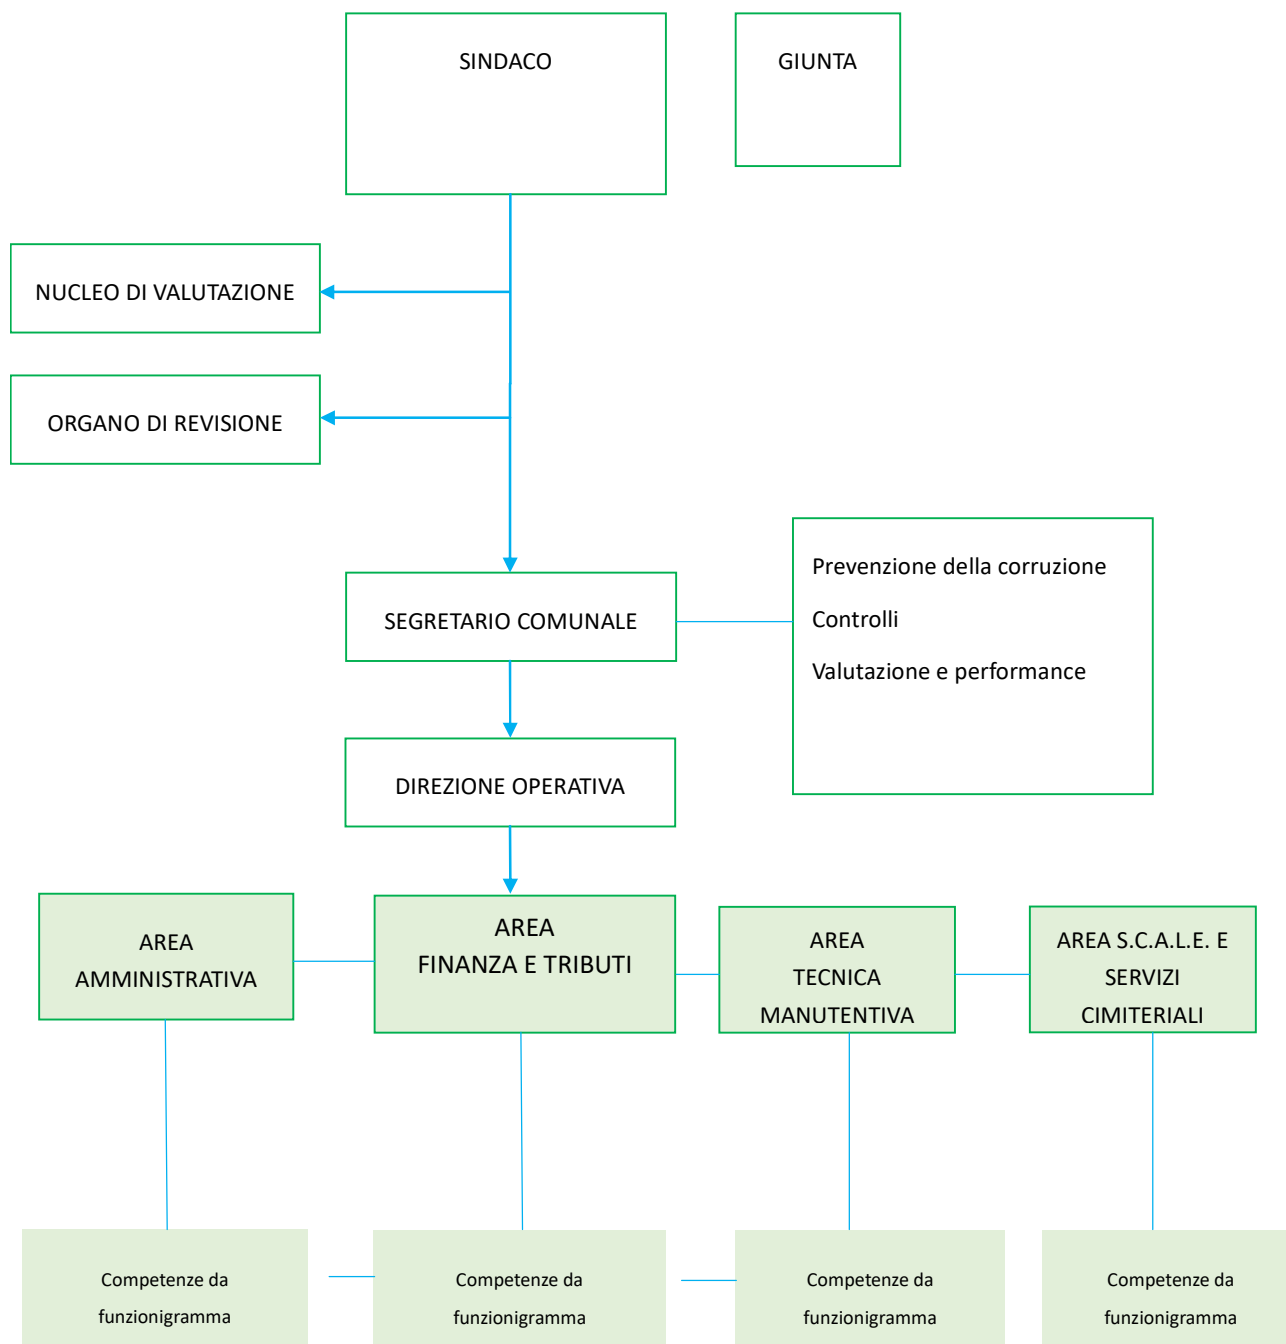 SINDACO
GIUNTA
NUCLEO DI VALUTAZIONE
ORGANO DI REVISIONE
Prevenzione della corruzione
Controlli
Valutazione e performance
SEGRETARIO COMUNALE
DIREZIONE OPERATIVA
AREA
AMMINISTRATIVA
AREA
FINANZA E TRIBUTI
AREA
TECNICA
MANUTENTIVA
AREA S.C.A.L.E. E
SERVIZI
CIMITERIALI
Competenze da
funzionigramma
Competenze da
funzionigramma
Competenze da
funzionigramma
Competenze da
funzionigramma